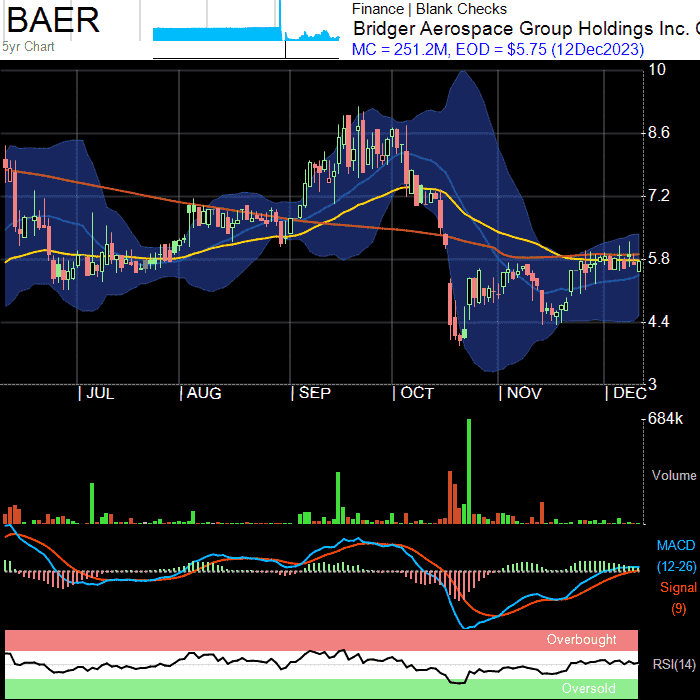 BAER
5yr Chart
Finance | Blank Checks
Bridger Aerospace Group Holdings Inc. C
MC = 251.2M, EOD = $5.75 (12Dec2023)
10
8.6
7.2
5.8
4.4
3
| JUL | AUG | SEP | OCT | NOV | DEC
684k
Volume
MACD
(12-26)
Signal
(9)
Overbought
RSI(14)
Oversold